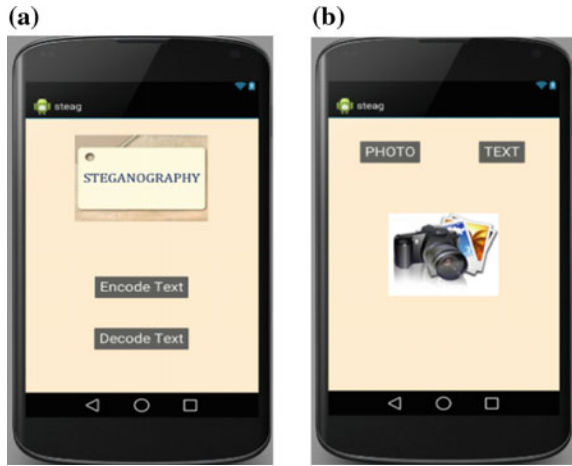 (a)
steag
STEGANOGRAPHY
Encode Text
Decode Text
(b)
steag
PHOTO TEXT